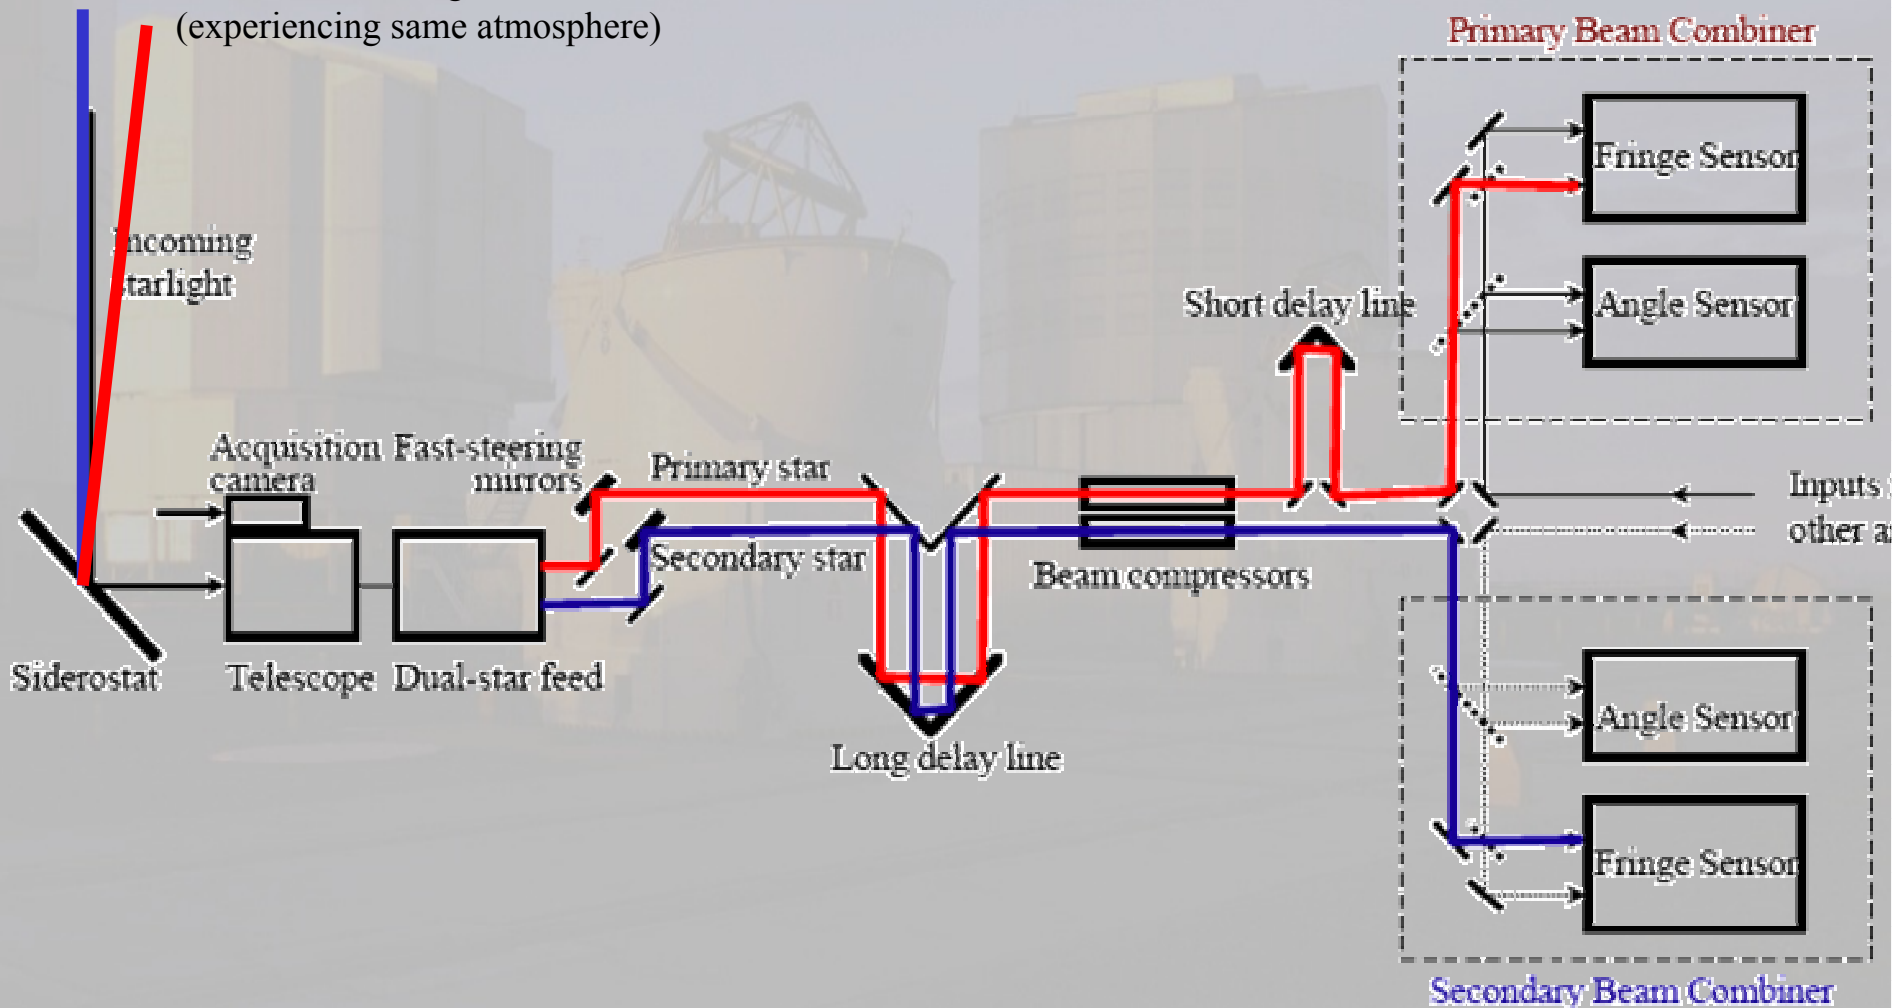 (experiencing same atmosphere)
Primary Beam Combiner
Fringe Sensor
Incoming
starlight
Angle Sensor
Short delay line
Acquisition
camera
Fast-steering
mirrors
Primary star
Inputs
other
Secondary star
Beam compressors
Siderostat
Telescope
Dual-star feed
Long delay line
Angle Sensor
Fringe Sensor
Secondary Beam Combiner